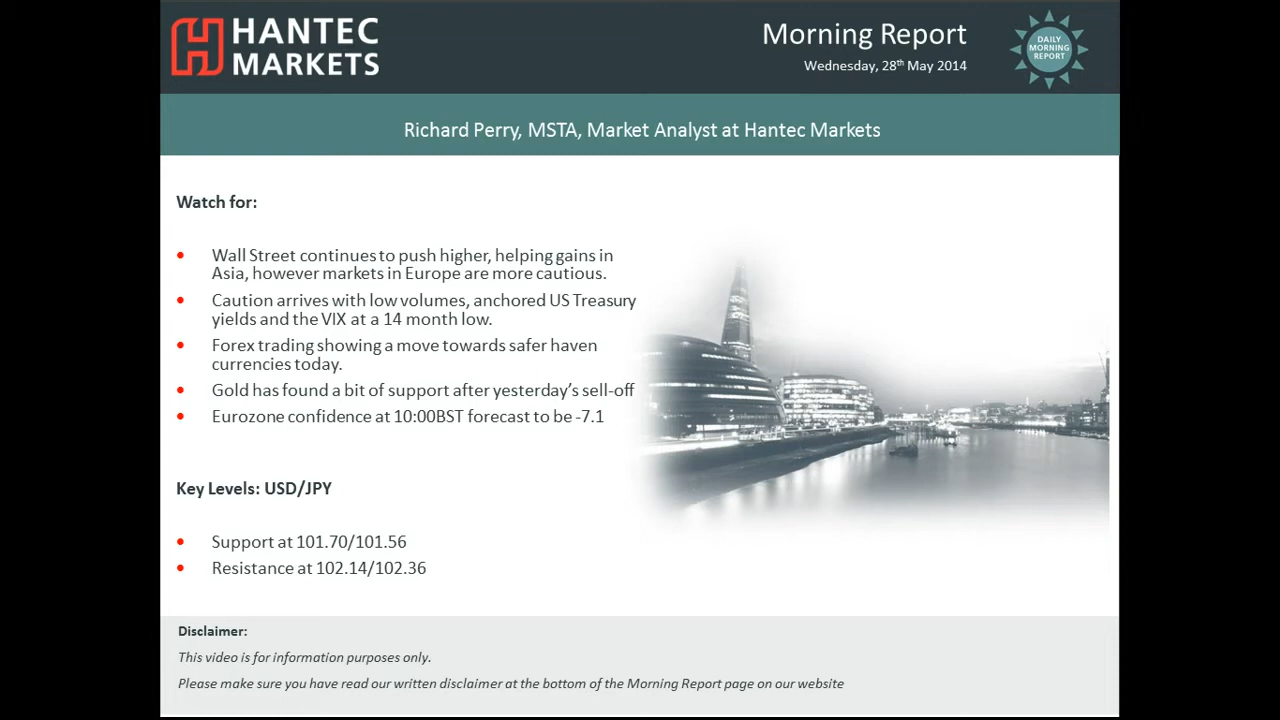 HANTEC
MARKETS
Morning Report
Wednesday, 28th May 2014
DAILY
MORNING
REPORT
Richard Perry, MSTA, Market Analyst at Hantec Markets
Watch for:
• Wall Street continues to push higher, helping gains in
Asia, however markets in Europe are more cautious.
• Caution arrives with low volumes, anchored US Treasury
yields and the VIX at a 14 month low.
• Forex trading showing a move towards safer haven
currencies today.
• Gold has found a bit of support after yesterday's sell-off
• Eurozone confidence at 10:00BST forecast to be -7.1
Key Levels: USD/JPY
• Support at 101.70/101.56
• Resistance at 102.14/102.36
Disclaimer:
This video is for information purposes only.
Please make sure you have read our written disclaimer at the bottom of the Morning Report page on our website